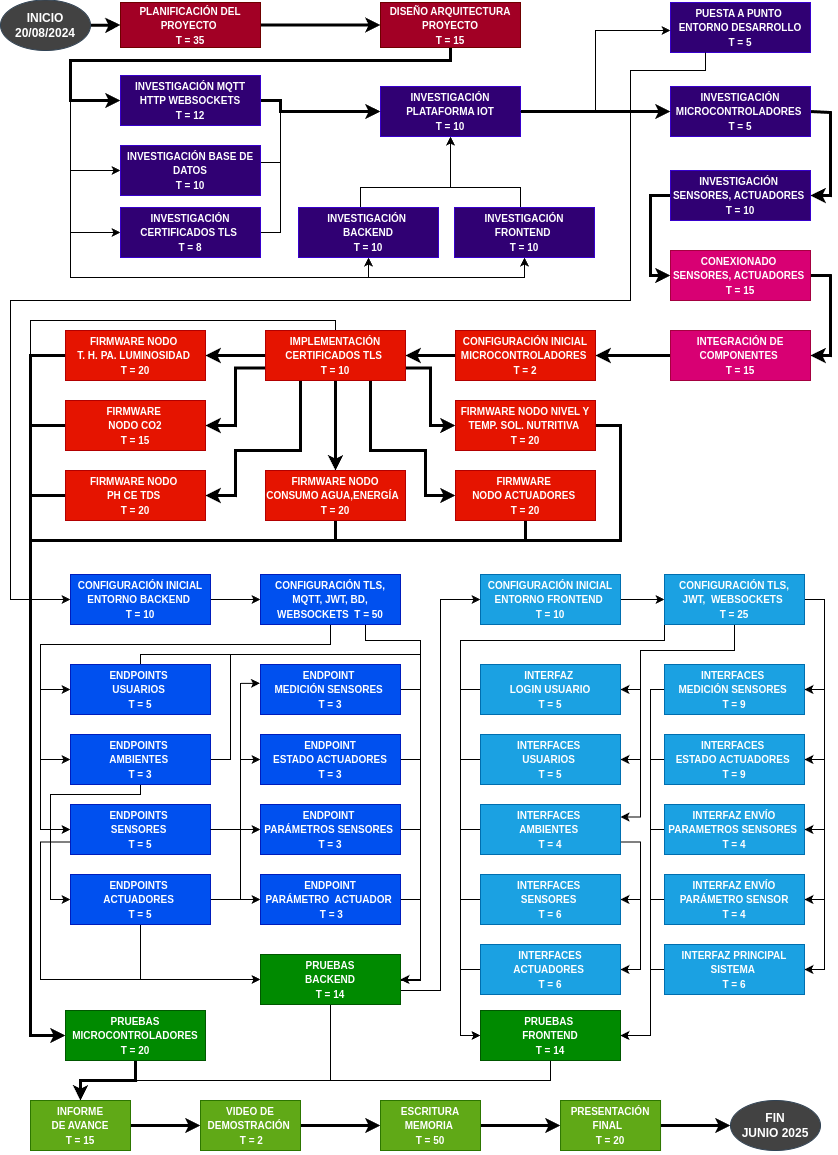 INICIO
20/08/2024
PLANIFICACIÓN DEL
PROYECTO
T = 35
DISEÑO ARQUITECTURA
PROYECTO
T = 15
PUESTA A PUNTO
ENTORNO DESARROLLO
T = 5
INVESTIGACIÓN MQTT
HTTP WEBSOCKETS
T = 12
INVESTIGACIÓN
PLATAFORMA IOT
T = 10
INVESTIGACIÓN
MICROCONTROLADORES
T = 5
INVESTIGACIÓN BASE DE
DATOS
T = 10
INVESTIGACIÓN
SENSORES, ACTUADORES
T = 10
INVESTIGACIÓN
CERTIFICADOS TLS
T = 8
INVESTIGACIÓN
BACKEND
T = 10
INVESTIGACIÓN
FRONTEND
T = 10
CONEXIONADO
SENSORES, ACTUADORES
T = 15
FIRMWARE NODO
T. H. PA. LUMINOSIDAD
T = 20
IMPLEMENTACIÓN
CERTIFICADOS TLS
T = 10
CONFIGURACIÓN INICIAL
MICROCONTROLADORES
T = 2
INTEGRACIÓN DE
COMPONENTES
T = 15
FIRMWARE
NODO CO2
T = 15
FIRMWARE NODO NIVEL Y
TEMP. SOL. NUTRITIVA
T = 20
FIRMWARE NODO
PH CE TDS
T = 20
FIRMWARE NODO
CONSUMO AGUA,ENERGÍA
T = 20
FIRMWARE
NODO ACTUADORES
T = 20
CONFIGURACIÓN INICIAL
ENTORNO BACKEND
T = 10
CONFIGURACIÓN TLS,
MQTT, JWT, BD,
WEBSOCKETS T = 50
CONFIGURACIÓN INICIAL
ENTORNO FRONTEND
T = 10
CONFIGURACIÓN TLS,
JWT, WEBSOCKETS
T = 25
ENDPOINTS
USUARIOS
T = 5
ENDPOINT
MEDICIÓN SENSORES
T = 3
INTERFAZ
LOGIN USUARIO
T = 5
INTERFACES
MEDICIÓN SENSORES
T = 9
ENDPOINTS
AMBIENTES
T = 3
ENDPOINT
ESTADO ACTUADORES
T = 3
INTERFACES
USUARIOS
T = 5
INTERFACES
ESTADO ACTUADORES
T = 9
ENDPOINTS
SENSORES
T = 5
ENDPOINT
PARÁMETROS SENSORES
T = 3
INTERFACES
AMBIENTES
T = 4
INTERFAZ ENVÍO
PARAMETROS SENSORES
T = 4
ENDPOINTS
ACTUADORES
T = 5
ENDPOINT
PARÁMETRO ACTUADOR
T = 3
INTERFACES
SENSORES
T = 6
INTERFAZ ENVÍO
PARÁMETRO SENSOR
T = 4
PRUEBAS
BACKEND
T = 14
INTERFACES
ACTUADORES
T = 6
INTERFAZ PRINCIPAL
SISTEMA
T = 6
PRUEBAS
MICROCONTROLADORES
T = 20
PRUEBAS
FRONTEND
T = 14
INFORME
DE AVANCE
T = 15
VIDEO DE
DEMOSTRACIÓN
T = 2
ESCRITURA
MEMORIA
T = 50
PRESENTACIÓN
FINAL
T = 20
FIN
JUNIO 2025